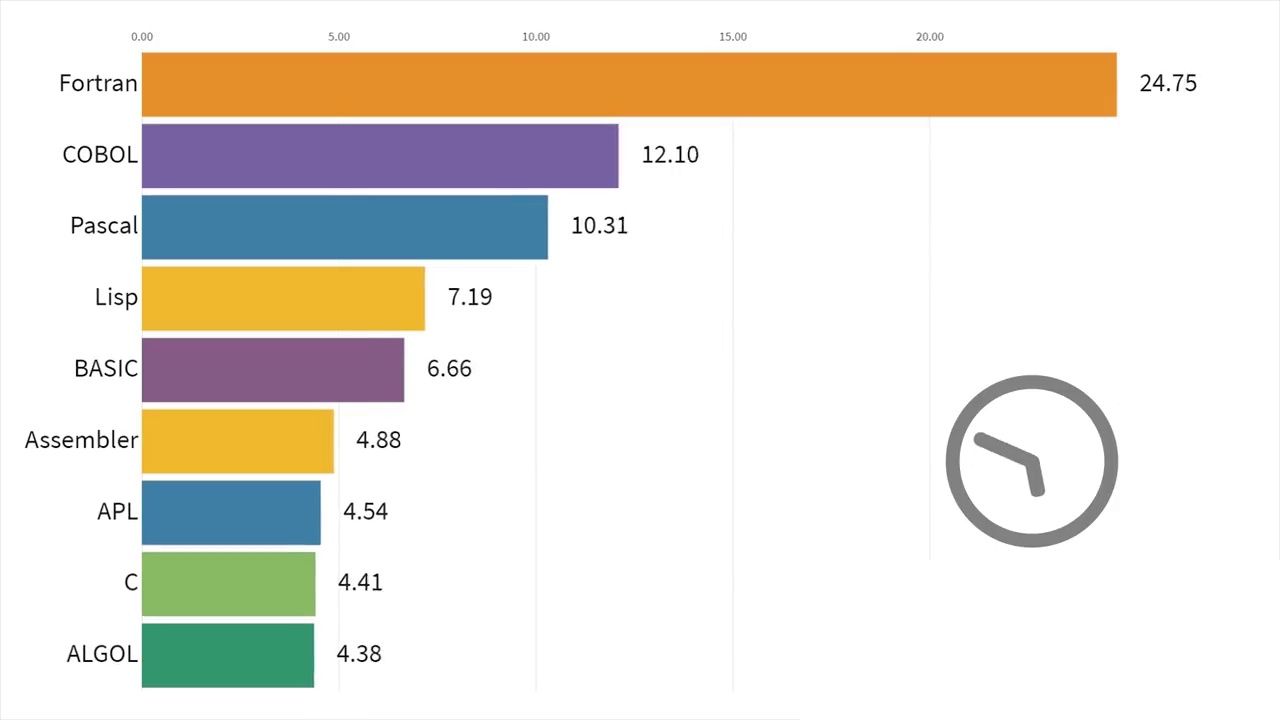 0.00 5.00 10.00 15.00 20.00
Fortran 24.75
COBOL 12.10
Pascal 10.31
Lisp 7.19
BASIC 6.66
Assembler 4.88
APL 4.54
C 4.41
ALGOL 4.38